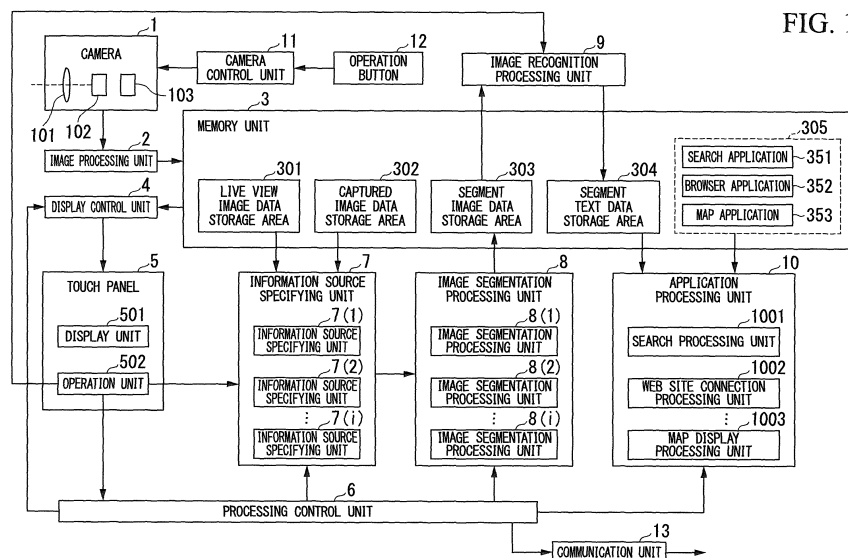 FIG. 1
1
CAMERA
101
102
103
11
CAMERA
CONTROL UNIT
12
OPERATION
BUTTON
9
IMAGE RECOGNITION
PROCESSING UNIT
2
IMAGE PROCESSING UNIT
3
MEMORY UNIT
301
LIVE VIEW
IMAGE DATA
STORAGE AREA
302
CAPTURED
IMAGE DATA
STORAGE AREA
303
SEGMENT
IMAGE DATA
STORAGE AREA
304
SEGMENT
TEXT DATA
STORAGE AREA
305
SEARCH APPLICATION
351
BROWSER APPLICATION
352
MAP APPLICATION
353
4
DISPLAY CONTROL UNIT
5
TOUCH PANEL
501
DISPLAY UNIT
502
OPERATION UNIT
7
INFORMATION SOURCE
SPECIFYING UNIT
7(1)
INFORMATION SOURCE
SPECIFYING UNIT
7(2)
INFORMATION SOURCE
SPECIFYING UNIT
⋮ 7(i)
INFORMATION SOURCE
SPECIFYING UNIT
8
IMAGE SEGMENTATION
PROCESSING UNIT
8(1)
IMAGE SEGMENTATION
PROCESSING UNIT
8(2)
IMAGE SEGMENTATION
PROCESSING UNIT
⋮ 8(i)
IMAGE SEGMENTATION
PROCESSING UNIT
10
APPLICATION
PROCESSING UNIT
1001
SEARCH PROCESSING UNIT
1002
WEB SITE CONNECTION
PROCESSING UNIT
⋮ 1003
MAP DISPLAY
PROCESSING UNIT
6
PROCESSING CONTROL UNIT
13
COMMUNICATION UNIT